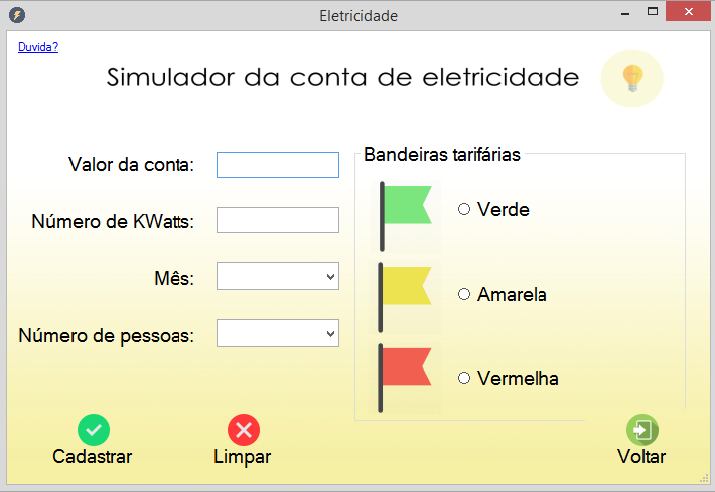 Eletricidade
Duvida?
Simulador da conta de eletricidade
Valor da conta:
Número de KWatts:
Mês:
Número de pessoas:
Bandeiras tarifárias
Verde
Amarela
Vermelha
Cadastrar
Limpar
Voltar